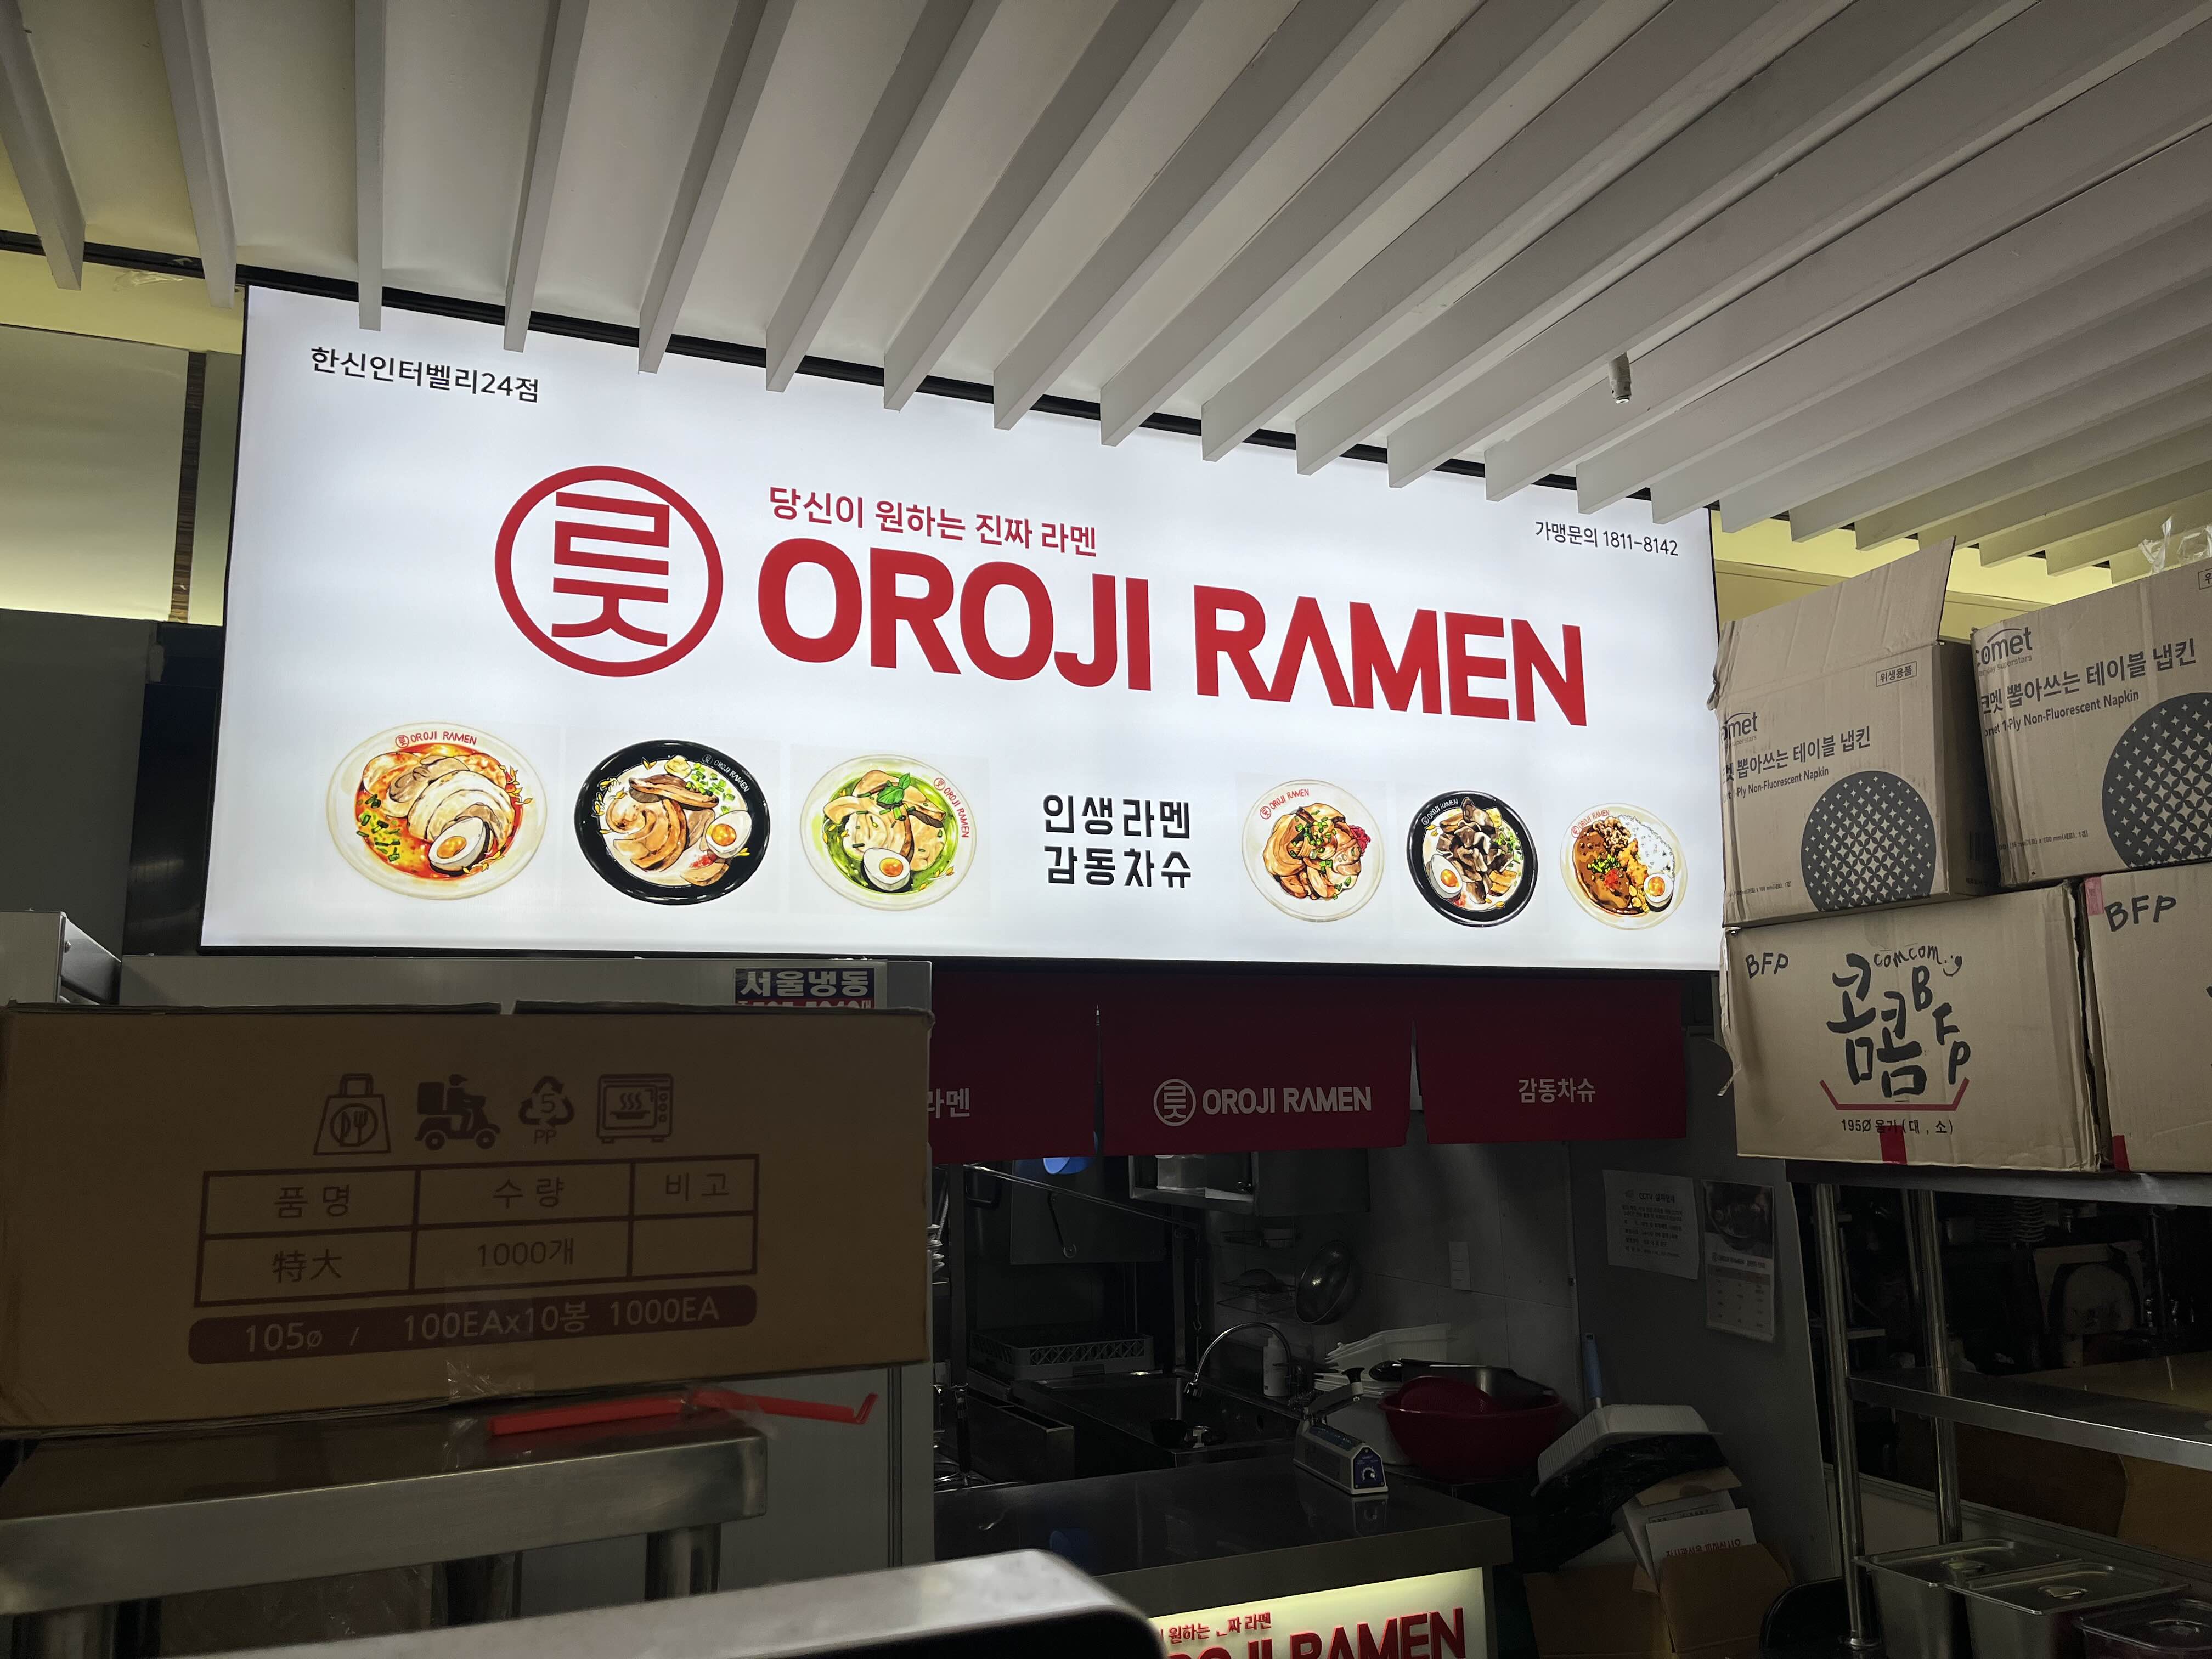 한신인터벨리24점
당신이 원하는 진짜 라멘
가맹문의 1811-8142
룻 OROJI RAMEN
OROJI RAMEN
OROJI RAMEN
OROJI RAMEN
인생라멘
감동차슈
OROJI RAMEN
OROJI RAMEN
OROJI RAMEN
위생용품
comet
뽑아쓰는 테이블 냅킨
1-Ply Non-Fluorescent Napkin
comet
코멧 뽑아쓰는 테이블 냅킨
1-Ply Non-Fluorescent Napkin
BFP
comcom
콤콤 BFP
195Ø 용기(대, 소)
BFP
서울냉동
라멘
룻 OROJI RAMEN
감동차슈
5
PP
품명 수량 비고
特大 1000개
105ø / 100EAx10봉 1000EA
원하는 진짜 라멘
OROJI RAMEN